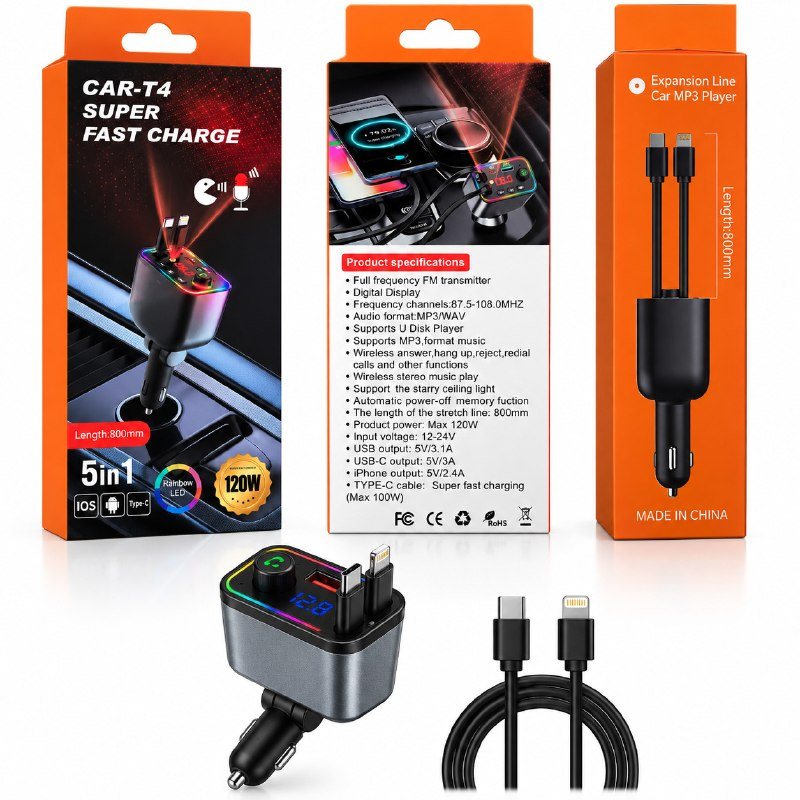 CAR-T4
SUPER
FAST CHARGE
Length:800mm
5in1
IOS
Type-C
Rainbow
LED
120W
Product specifications
• Full frequency FM transmitter
• Digital Display
• Frequency channels:87.5-108.0MHZ
• Audio format:MP3/WAV
• Supports U Disk Player
• Supports MP3,format music
• Wireless answer,hang up,reject,redial
calls and other functions
• Wireless stereo music play
• Support the starry ceiling light
• Automatic power-off memory fuction
• The length of the stretch line: 800mm
• Product power: Max 120W
• Input voltage: 12-24V
• USB output: 5V/3.1A
• USB-C output: 5V/3A
• iPhone output: 5V/2.4A
• TYPE-C cable: Super fast charging
(Max 100W)
FC CE RoHS
Expansion Line
Car MP3 Player
Length:800mm
MADE IN CHINA
12.8